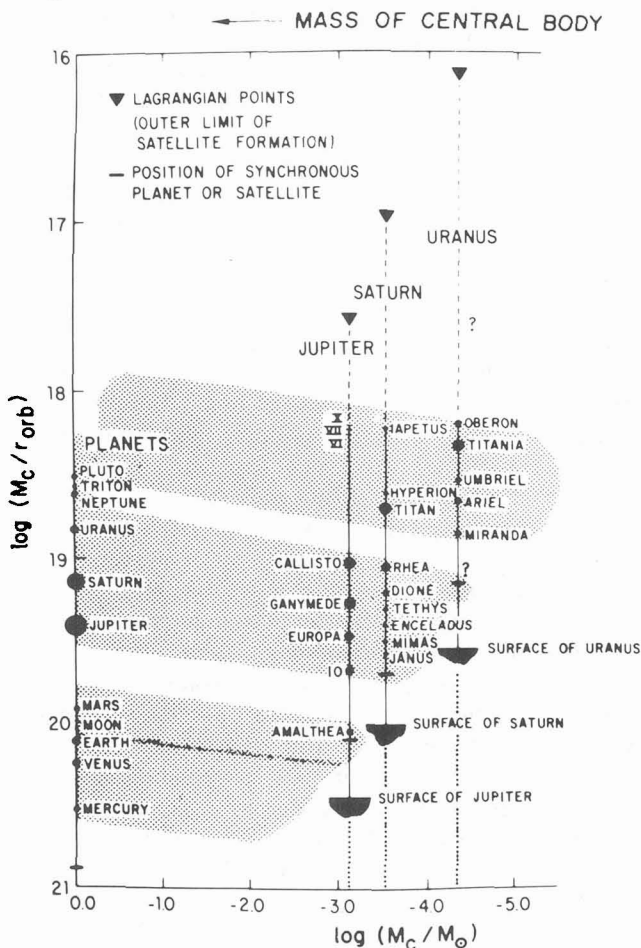 MASS OF CENTRAL BODY
16
▼ LAGRANGIAN POINTS
(OUTER LIMIT OF
SATELLITE FORMATION)
— POSITION OF SYNCHRONOUS
PLANET OR SATELLITE
17
URANUS
SATURN
?
JUPITER
18
X
VII
VI
IAPETUS
OBERON
TITANIA
PLANETS
PLUTO
TRITON
NEPTUNE
HYPERION
TITAN
UMBRIEL
ARIEL
URANUS
MIRANDA
log (Mc/rorb)
19
CALLISTO
RHEA
?
SATURN
DIONE
GANYMEDE
TETHYS
JUPITER
ENCELADUS
EUROPA
MIMAS
JANUS
SURFACE OF URANUS
IO
MARS
20
MOON
AMALTHEA
SURFACE OF SATURN
EARTH
VENUS
MERCURY
SURFACE OF JUPITER
21
0.0 -1.0 -2.0 -3.0 -4.0 -5.0
log (Mc/M⊙)